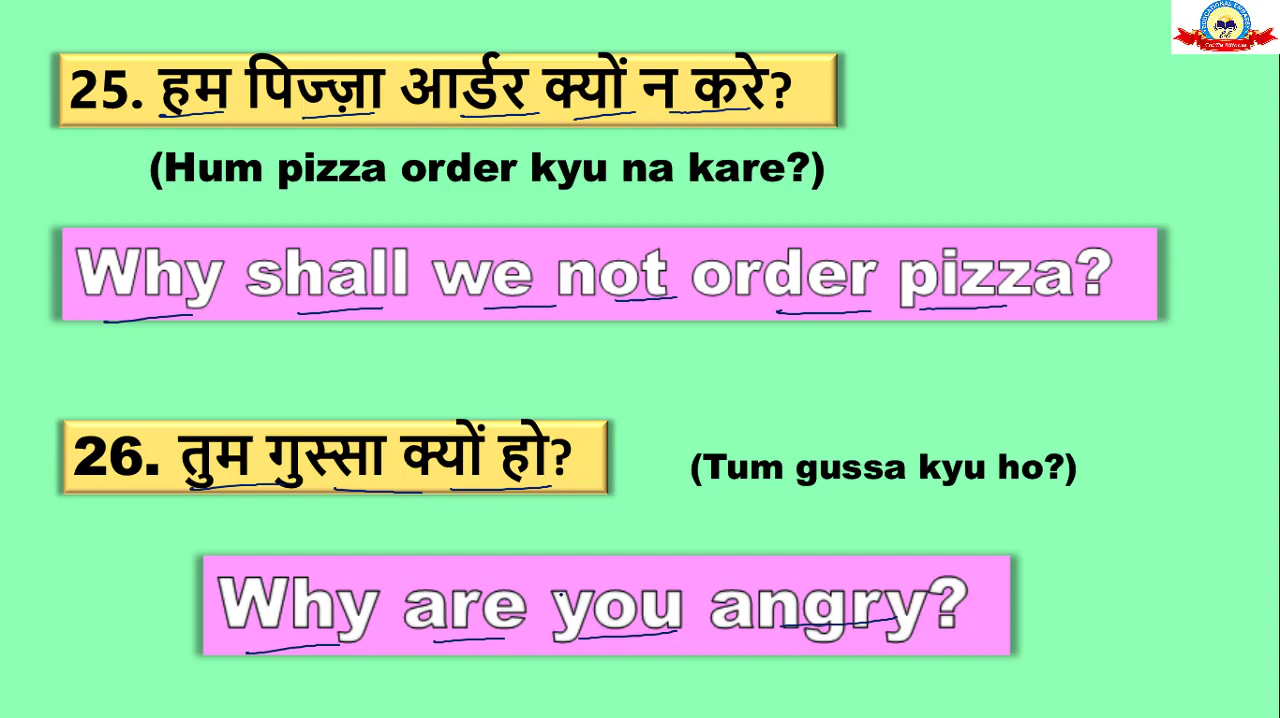 25. हम पिज्ज़ा आर्डर क्यों न करे?
(Hum pizza order kyu na kare?)
Why shall we not order pizza?
26. तुम गुस्सा क्यों हो?
(Tum gussa kyu ho?)
Why are you angry?